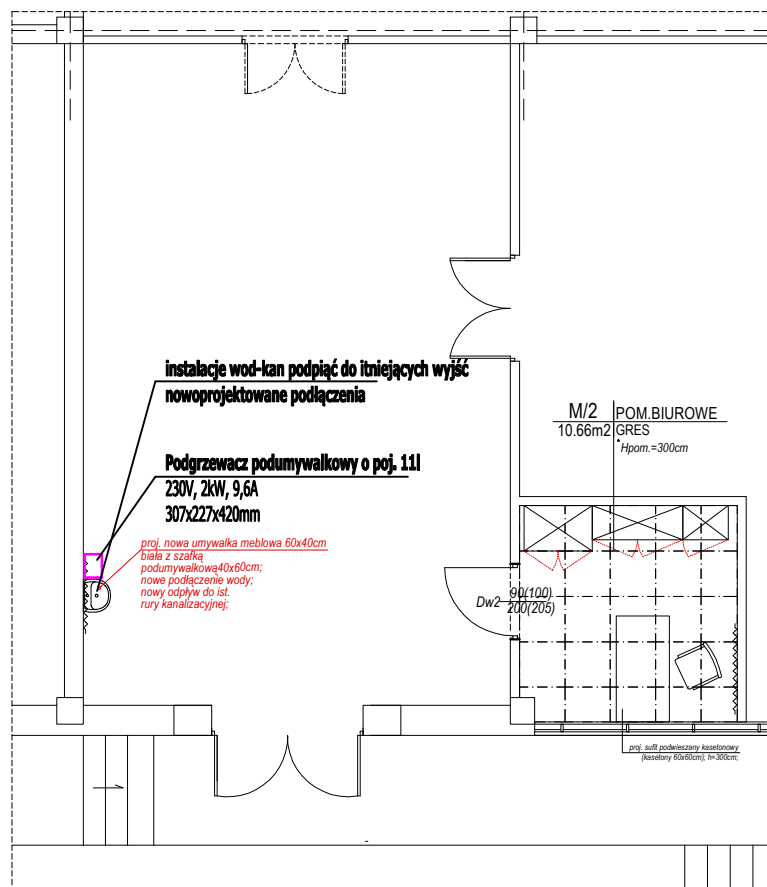 instalacje wod-kan podpiąć do itniejących wyjść
nowoprojektowane podłączenia
M/2 POM.BIUROWE
10.66m2 GRES
Hpom.=300cm
Podgrzewacz podumywalkowy o poj. 11l
230V, 2kW, 9,6A
307x227x420mm
proj. nowa umywalka meblowa 60x40cm
biała z szafką
podumywalkową40x60cm;
nowe podłączenie wody;
nowy odpływ do ist.
rury kanalizacyjnej;
Dw2 90(100)
200(205)
proj. sufit podwieszany kasetonowy
(kasetony 60x60cm); h=300cm;